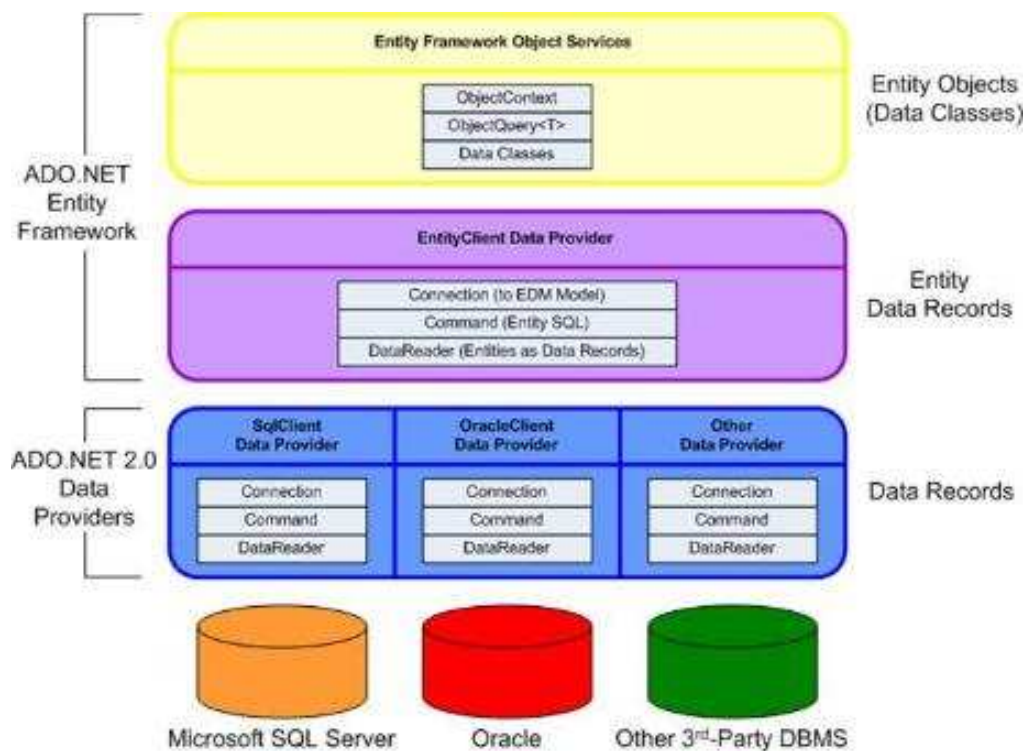 Entity Framework Object Services
ObjectContext
ObjectQuery<T>
Data Classes
Entity Objects
(Data Classes)
ADO.NET
Entity
Framework
EntityClient Data Provider
Connection (to EDM Model)
Command (Entity SQL)
DataReader (Entities as Data Records)
Entity
Data Records
ADO.NET 2.0
Data
Providers
SqlClient
Data Provider
Connection
Command
DataReader
OracleClient
Data Provider
Connection
Command
DataReader
Other
Data Provider
Connection
Command
DataReader
Data Records
Microsoft SQL Server
Oracle
Other 3rd-Party DBMS